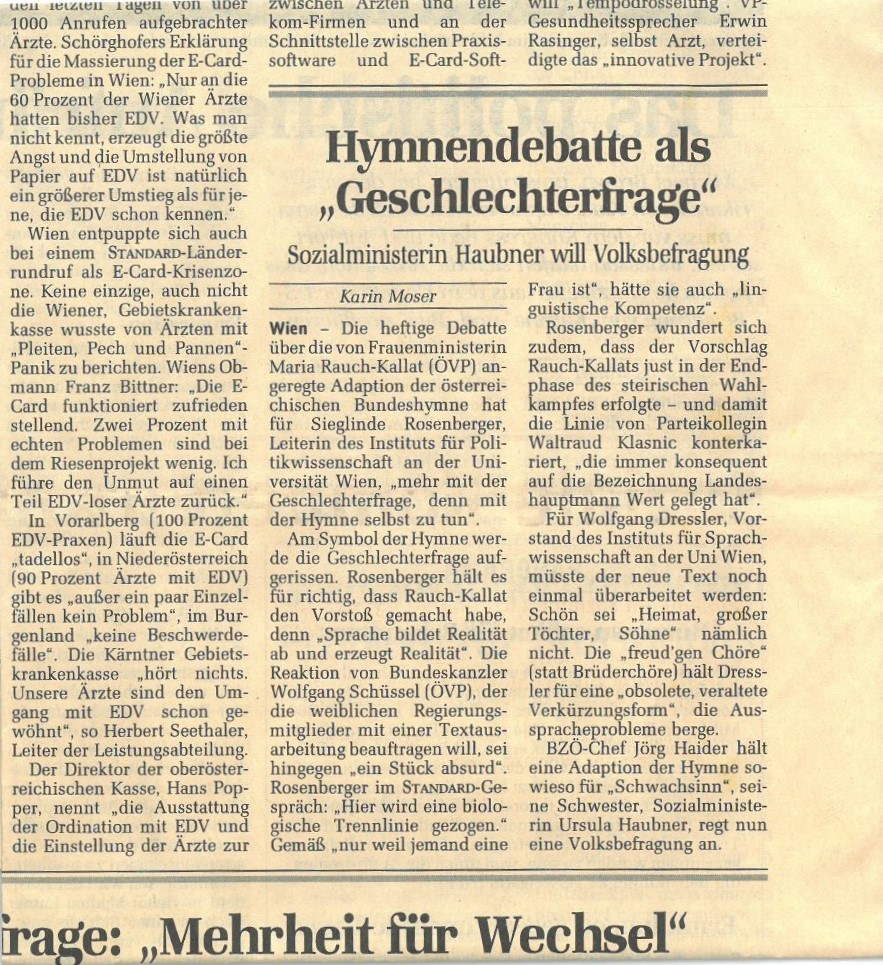 den letzten Tagen von über
1000 Anrufen aufgebrachter
Ärzte. Schörghofers Erklärung
für die Massierung der E-Card-
Probleme in Wien: „Nur an die
60 Prozent der Wiener Ärzte
hatten bisher EDV. Was man
nicht kennt, erzeugt die größte
Angst und die Umstellung von
Papier auf EDV ist natürlich
ein größerer Umstieg als für je-
ne, die EDV schon kennen.“
Wien entpuppte sich auch
bei einem STANDARD-Länder-
rundruf als E-Card-Krisenzo-
ne. Keine einzige, auch nicht
die Wiener, Gebietskranken-
kasse wusste von Ärzten mit
„Pleiten, Pech und Pannen“-
Panik zu berichten. Wiens Ob-
mann Franz Bittner: „Die E-
Card funktioniert zufrieden
stellend. Zwei Prozent mit
echten Problemen sind bei
dem Riesenprojekt wenig. Ich
führe den Unmut auf einen
Teil EDV-loser Ärzte zurück.“
In Vorarlberg (100 Prozent
EDV-Praxen) läuft die E-Card
„tadellos“, in Niederösterreich
(90 Prozent Ärzte mit EDV)
gibt es „außer ein paar Einzel-
fällen kein Problem“, im Bur-
genland „keine Beschwerde-
fälle“. Die Kärntner Gebiets-
krankenkasse „hört nichts.
Unsere Ärzte sind den Um-
gang mit EDV schon ge-
wöhnt“, so Herbert Seethaler,
Leiter der Leistungsabteilung.
Der Direktor der oberöster-
reichischen Kasse, Hans Pop-
per, nennt „die Ausstattung
der Ordination mit EDV und
die Einstellung der Ärzte zur
zwischen Ärzten und Tele-
kom-Firmen und an der
Schnittstelle zwischen Praxis-
software und E-Card-Soft-
will „Tempodrosselung“. VP-
Gesundheitssprecher Erwin
Rasinger, selbst Arzt, vertei-
digte das „innovative Projekt“.
Hymnendebatte als
„Geschlechterfrage“
Sozialministerin Haubner will Volksbefragung
Karin Moser
Wien – Die heftige Debatte
über die von Frauenministerin
Maria Rauch-Kallat (ÖVP) an-
geregte Adaption der österrei-
chischen Bundeshymne hat
für Sieglinde Rosenberger,
Leiterin des Instituts für Poli-
tikwissenschaft an der Uni-
versität Wien, „mehr mit der
Geschlechterfrage, denn mit
der Hymne selbst zu tun“.
Am Symbol der Hymne wer-
de die Geschlechterfrage auf-
gerissen. Rosenberger hält es
für richtig, dass Rauch-Kallat
den Vorstoß gemacht habe,
denn „Sprache bildet Realität
ab und erzeugt Realität“. Die
Reaktion von Bundeskanzler
Wolfgang Schüssel (ÖVP), der
die weiblichen Regierungs-
mitglieder mit einer Textaus-
arbeitung beauftragen will, sei
hingegen „ein Stück absurd“.
Rosenberger im STANDARD-Ge-
spräch: „Hier wird eine biolo-
gische Trennlinie gezogen.“
Gemäß „nur weil jemand eine
Frau ist“, hätte sie auch „lin-
guistische Kompetenz“.
Rosenberger wundert sich
zudem, dass der Vorschlag
Rauch-Kallats just in der End-
phase des steirischen Wahl-
kampfes erfolgte – und damit
die Linie von Parteikollegin
Waltraud Klasnic konterka-
riert, „die immer konsequent
auf die Bezeichnung Landes-
hauptmann Wert gelegt hat“.
Für Wolfgang Dressler, Vor-
stand des Instituts für Sprach-
wissenschaft an der Uni Wien,
müsste der neue Text noch
einmal überarbeitet werden:
Schön sei „Heimat, großer
Töchter, Söhne“ nämlich
nicht. Die „freud'gen Chöre“
(statt Brüderchöre) hält Dress-
ler für eine „obsolete, veraltete
Verkürzungsform“, die Aus-
spracheprobleme berge.
BZÖ-Chef Jörg Haider hält
eine Adaption der Hymne so-
wieso für „Schwachsinn“, sei-
ne Schwester, Sozialministe-
rin Ursula Haubner, regt nun
eine Volksbefragung an.
frage: „Mehrheit für Wechsel“